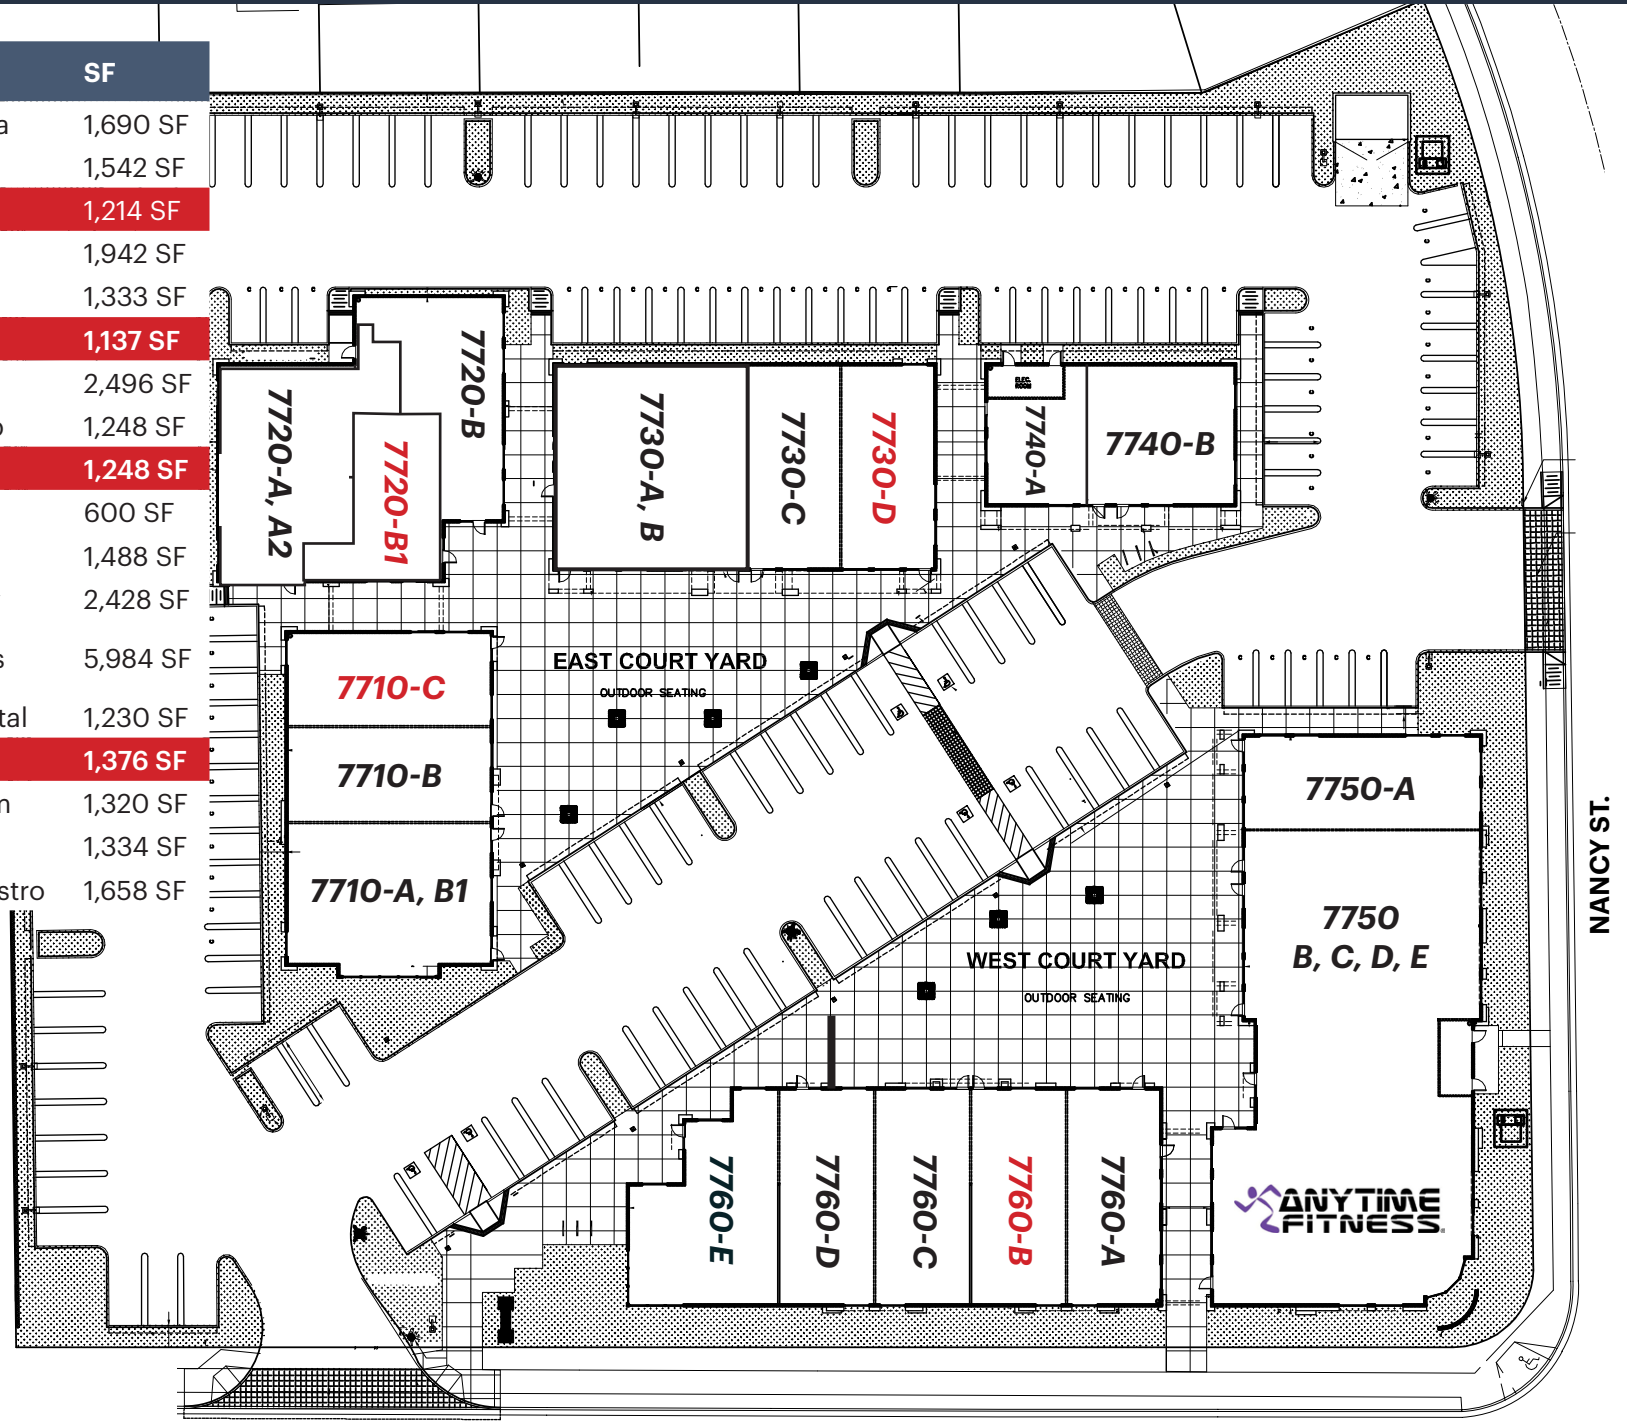 SF
a 1,690 SF
1,542 SF
1,214 SF
1,942 SF
1,333 SF
1,137 SF
2,496 SF
o 1,248 SF
1,248 SF
600 SF
1,488 SF
2,428 SF
s 5,984 SF
tal 1,230 SF
1,376 SF
n 1,320 SF
1,334 SF
stro 1,658 SF
7720-A, A2
7720-B1
7720-B
7730-A, B
7730-C
7730-D
ELEC.
ROOM
7740-A
7740-B
EAST COURT YARD
OUTDOOR SEATING
7710-C
7710-B
7710-A, B1
7750-A
7750
B, C, D, E
WEST COURT YARD
OUTDOOR SEATING
NANCY ST.
7760-E
7760-D
7760-C
7760-B
7760-A
ANYTIME
FITNESS